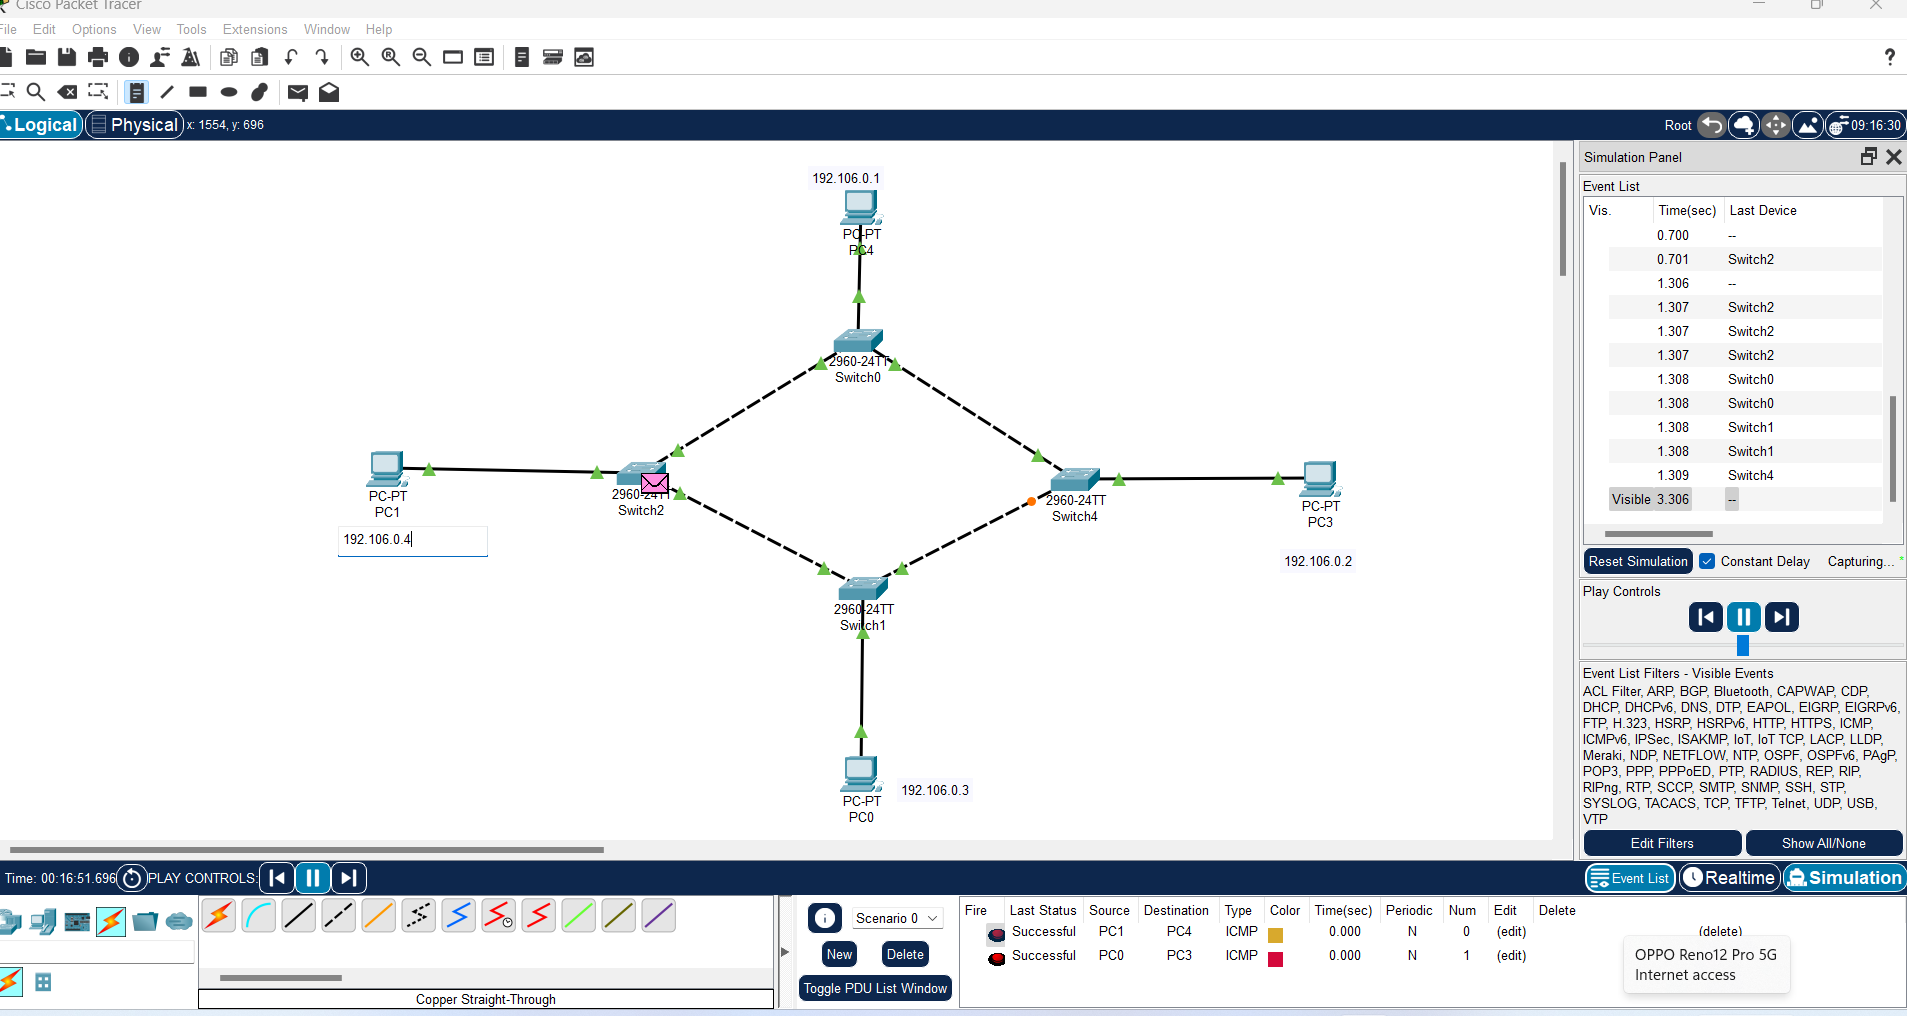 Cisco Packet Tracer
File Edit Options View Tools Extensions Window Help
?
Logical Physical x: 1554, y: 696 Root 09:16:30
192.106.0.1
PC-PT
PC4
2960-24TT
Switch0
PC-PT
PC1
192.106.0.4
2960-24TT
Switch2
2960-24TT
Switch4
PC-PT
PC3
192.106.0.2
2960-24TT
Switch1
PC-PT
PC0
192.106.0.3
Simulation Panel
Event List
Vis. Time(sec) Last Device
0.700 --
0.701 Switch2
1.306 --
1.307 Switch2
1.307 Switch2
1.307 Switch2
1.308 Switch0
1.308 Switch0
1.308 Switch1
1.308 Switch1
1.309 Switch4
Visible 3.306 --
Reset Simulation Constant Delay Capturing... *
Play Controls
Event List Filters - Visible Events
ACL Filter, ARP, BGP, Bluetooth, CAPWAP, CDP,
DHCP, DHCPv6, DNS, DTP, EAPOL, EIGRP, EIGRPv6,
FTP, H.323, HSRP, HSRPv6, HTTP, HTTPS, ICMP,
ICMPv6, IPSec, ISAKMP, IoT, IoT TCP, LACP, LLDP,
Meraki, NDP, NETFLOW, NTP, OSPF, OSPFv6, PAgP,
POP3, PPP, PPPoED, PTP, RADIUS, REP, RIP,
RIPng, RTP, SCCP, SMTP, SNMP, SSH, STP,
SYSLOG, TACACS, TCP, TFTP, Telnet, UDP, USB,
VTP
Edit Filters Show All/None
Time: 00:16:51.696 PLAY CONTROLS: Event List Realtime Simulation
Copper Straight-Through
Scenario 0
New Delete
Toggle PDU List Window
Fire Last Status Source Destination Type Color Time(sec) Periodic Num Edit Delete
Successful PC1 PC4 ICMP 0.000 N 0 (edit) (delete)
Successful PC0 PC3 ICMP 0.000 N 1 (edit)
OPPO Reno12 Pro 5G
Internet access